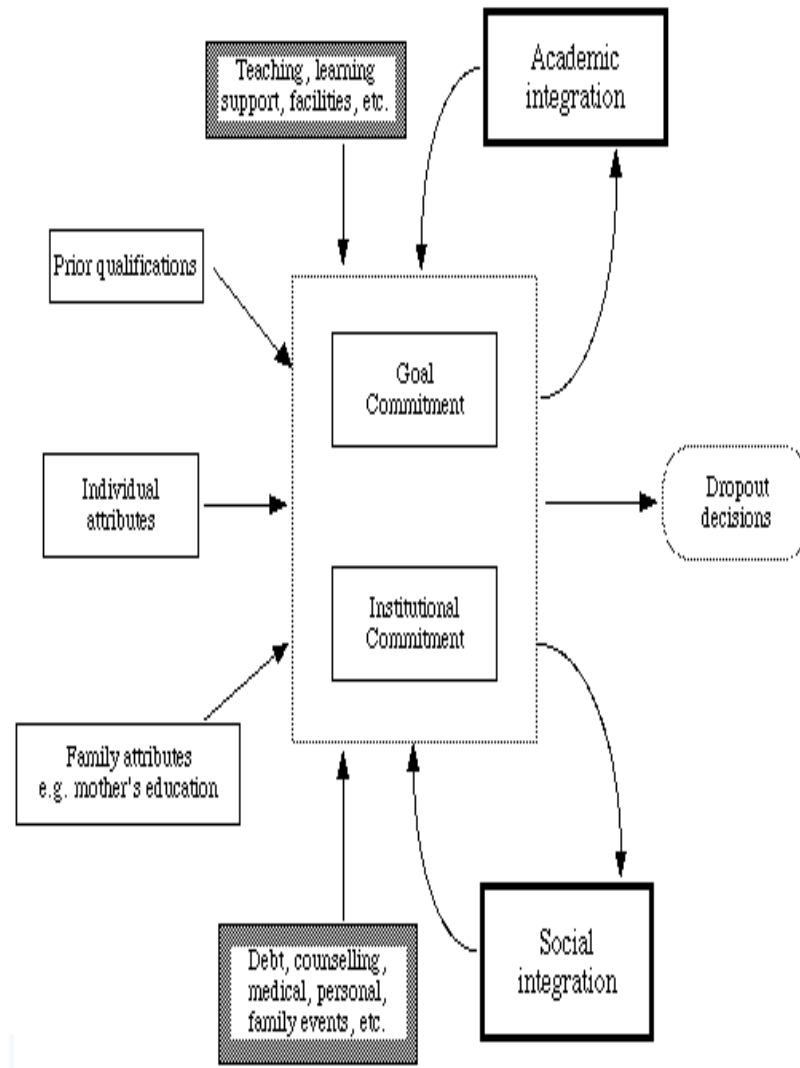 Teaching, learning
support, facilities, etc.
Academic
integration
Prior qualifications
Goal
Commitment
Individual
attributes
Dropout
decisions
Institutional
Commitment
Family attributes
e.g. mother's education
Debt, counselling,
medical, personal,
family events, etc.
Social
integration